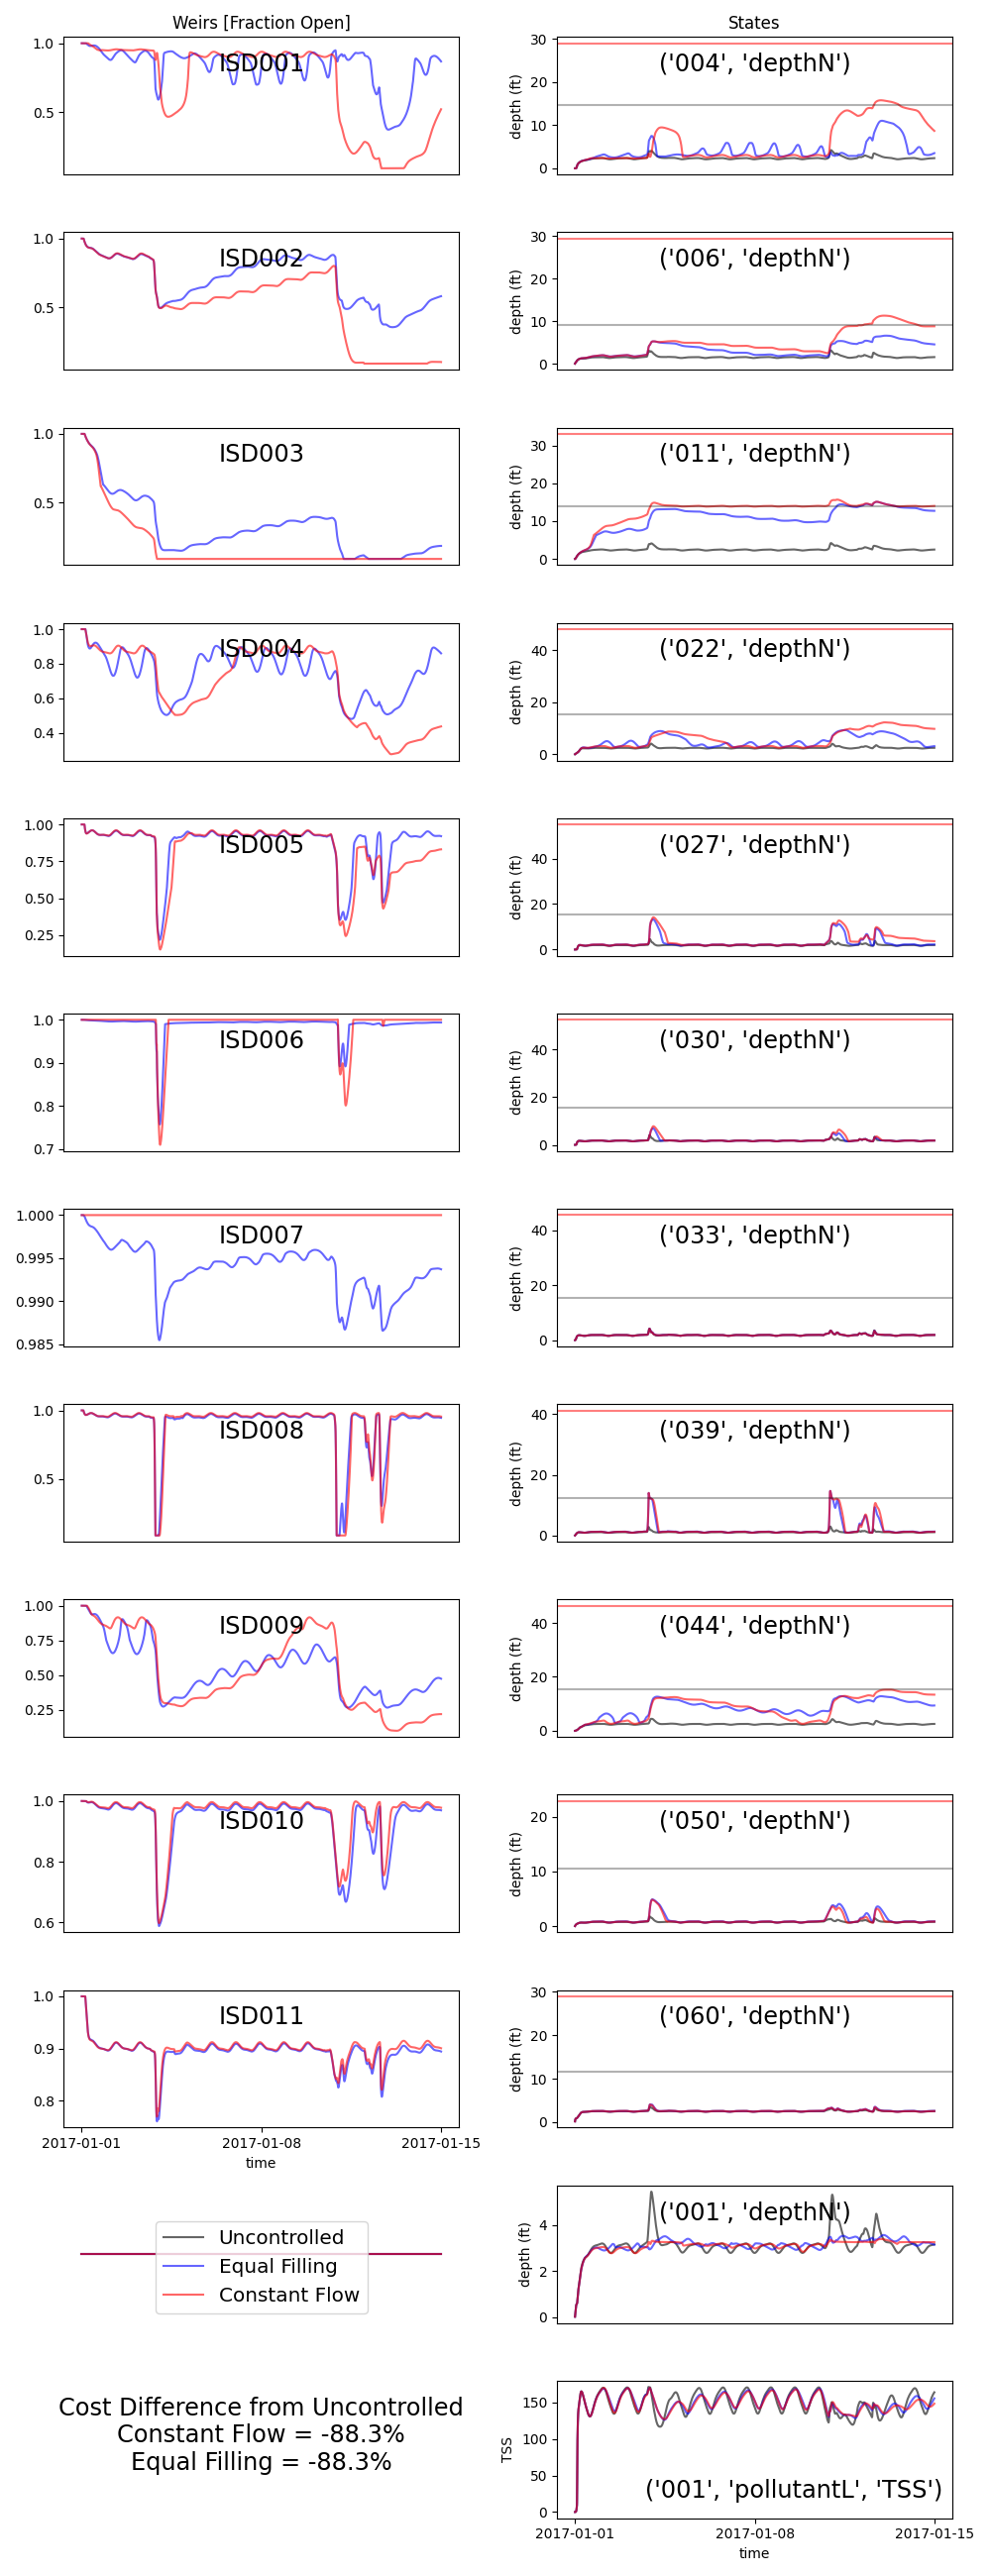 Weirs [Fraction Open]
States
1.0
0.5
ISD001
30
20
10
0
depth (ft)
('004', 'depthN')
1.0
0.5
ISD002
30
20
10
0
depth (ft)
('006', 'depthN')
1.0
0.5
ISD003
30
20
10
0
depth (ft)
('011', 'depthN')
1.0
0.8
0.6
0.4
ISD004
40
20
0
depth (ft)
('022', 'depthN')
1.00
0.75
0.50
0.25
ISD005
40
20
0
depth (ft)
('027', 'depthN')
1.0
0.9
0.8
0.7
ISD006
40
20
0
depth (ft)
('030', 'depthN')
1.000
0.995
0.990
0.985
ISD007
40
20
0
depth (ft)
('033', 'depthN')
1.0
0.5
ISD008
40
20
0
depth (ft)
('039', 'depthN')
1.00
0.75
0.50
0.25
ISD009
40
20
0
depth (ft)
('044', 'depthN')
1.0
0.8
0.6
ISD010
20
10
0
depth (ft)
('050', 'depthN')
1.0
0.9
0.8
ISD011
2017-01-01
2017-01-08
2017-01-15
time
30
20
10
0
depth (ft)
('060', 'depthN')
Uncontrolled
Equal Filling
Constant Flow
4
2
0
depth (ft)
('001', 'depthN')
Cost Difference from Uncontrolled
Constant Flow = -88.3%
Equal Filling = -88.3%
150
100
50
0
TSS
('001', 'pollutantL', 'TSS')
2017-01-01
2017-01-08
2017-01-15
time